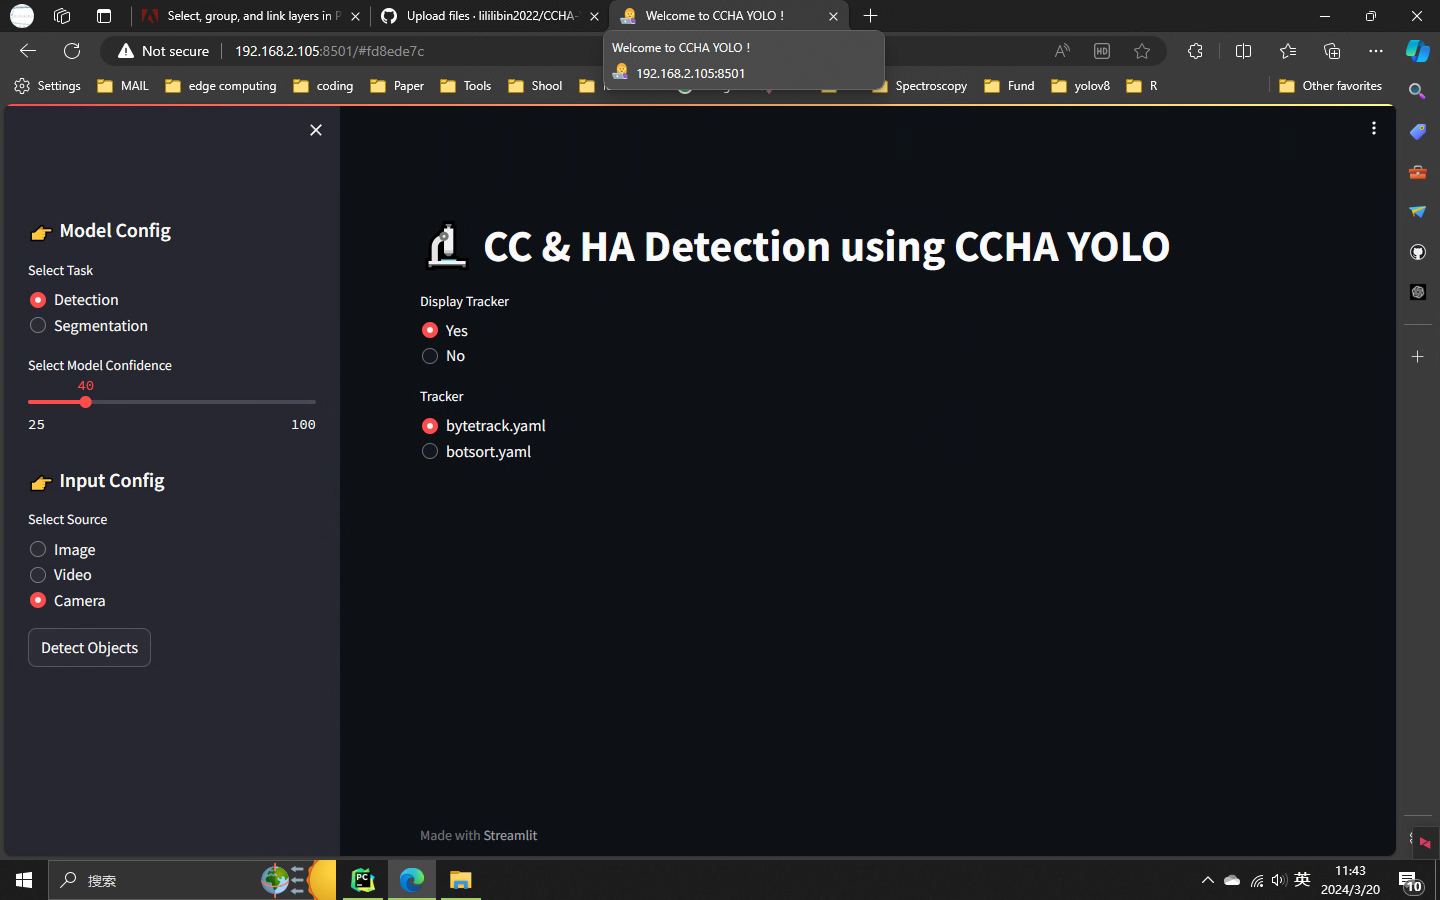 Select, group, and link layers in P
Upload files · lililibin2022/CCHA-
Welcome to CCHA YOLO !
Not secure
192.168.2.105:8501/#fd8ede7c
Welcome to CCHA YOLO !
192.168.2.105:8501
Settings
MAIL
edge computing
coding
Paper
Tools
Shool
Spectroscopy
Fund
yolov8
R
Other favorites
Model Config
Select Task
Detection
Segmentation
Select Model Confidence
40
25
100
Input Config
Select Source
Image
Video
Camera
Detect Objects
CC & HA Detection using CCHA YOLO
Display Tracker
Yes
No
Tracker
bytetrack.yaml
botsort.yaml
Made with Streamlit
搜索
英
11:43
2024/3/20
10